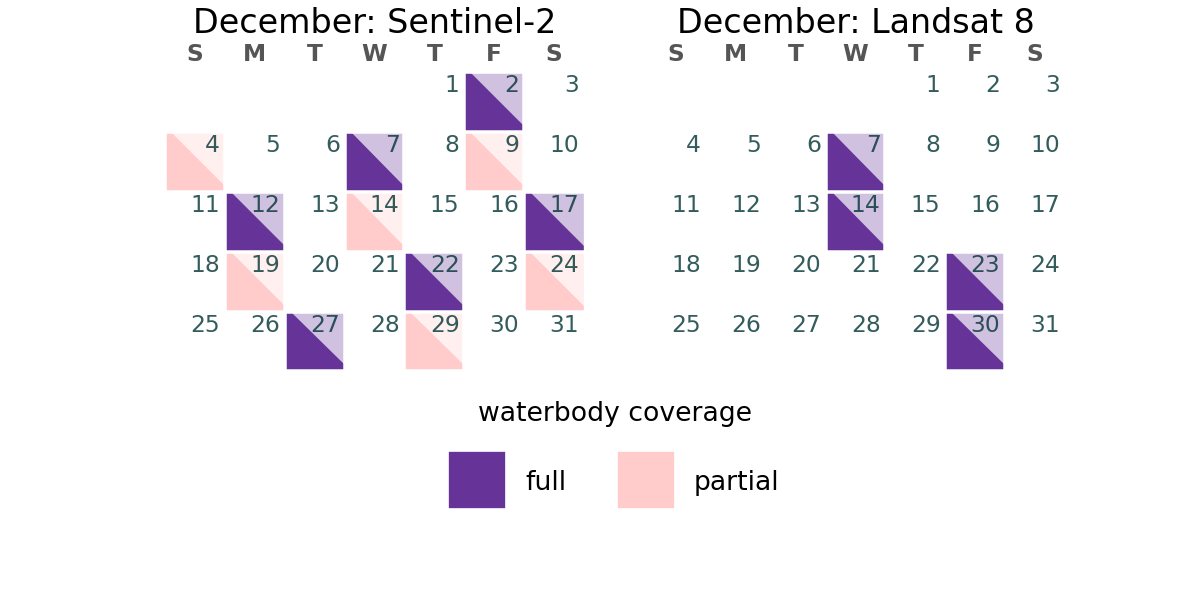 December: Sentinel-2
S M T W T F S
1 2 3
4 5 6 7 8 9 10
11 12 13 14 15 16 17
18 19 20 21 22 23 24
25 26 27 28 29 30 31
December: Landsat 8
S M T W T F S
1 2 3
4 5 6 7 8 9 10
11 12 13 14 15 16 17
18 19 20 21 22 23 24
25 26 27 28 29 30 31
waterbody coverage
full partial